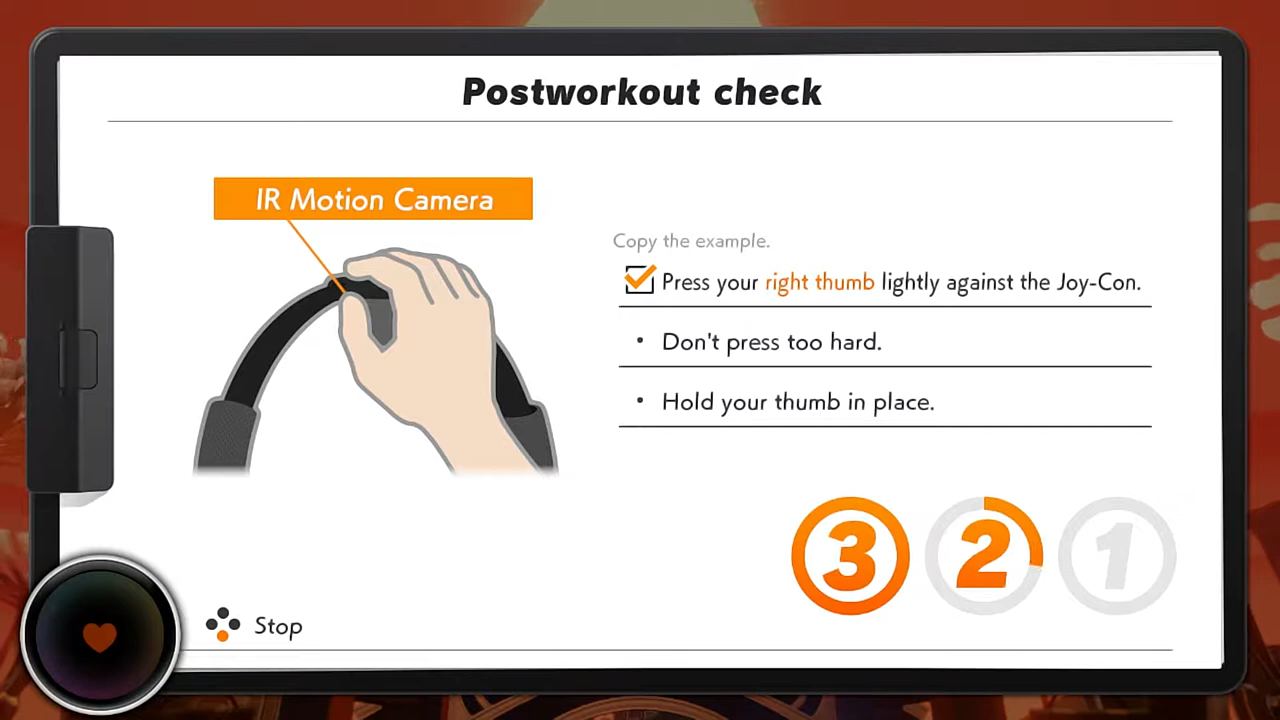 Postworkout check
IR Motion Camera
Copy the example.
Press your right thumb lightly against the Joy-Con.
• Don't press too hard.
• Hold your thumb in place.
3 2 1
Stop